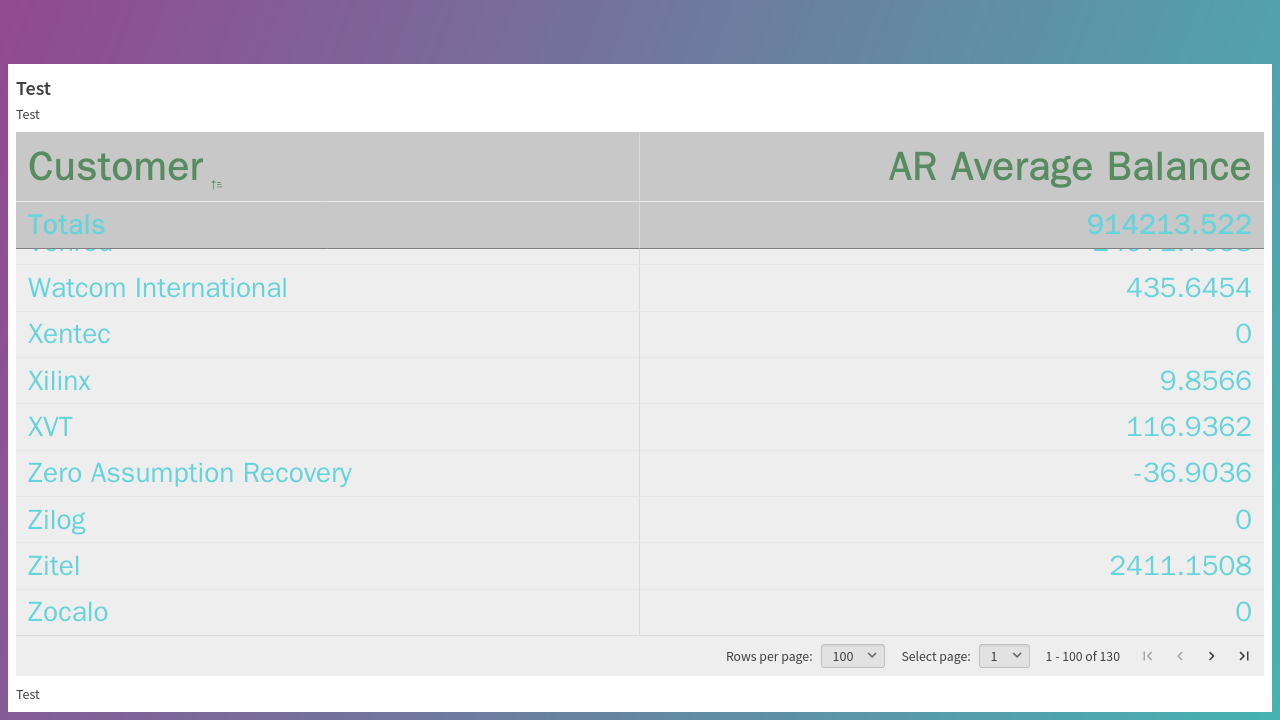 Test
Test
Customer AR Average Balance
Totals 914213.522
Watcom International 435.6454
Xentec 0
Xilinx 9.8566
XVT 116.9362
Zero Assumption Recovery -36.9036
Zilog 0
Zitel 2411.1508
Zocalo 0
Rows per page: 100 Select page: 1 1 - 100 of 130
Test